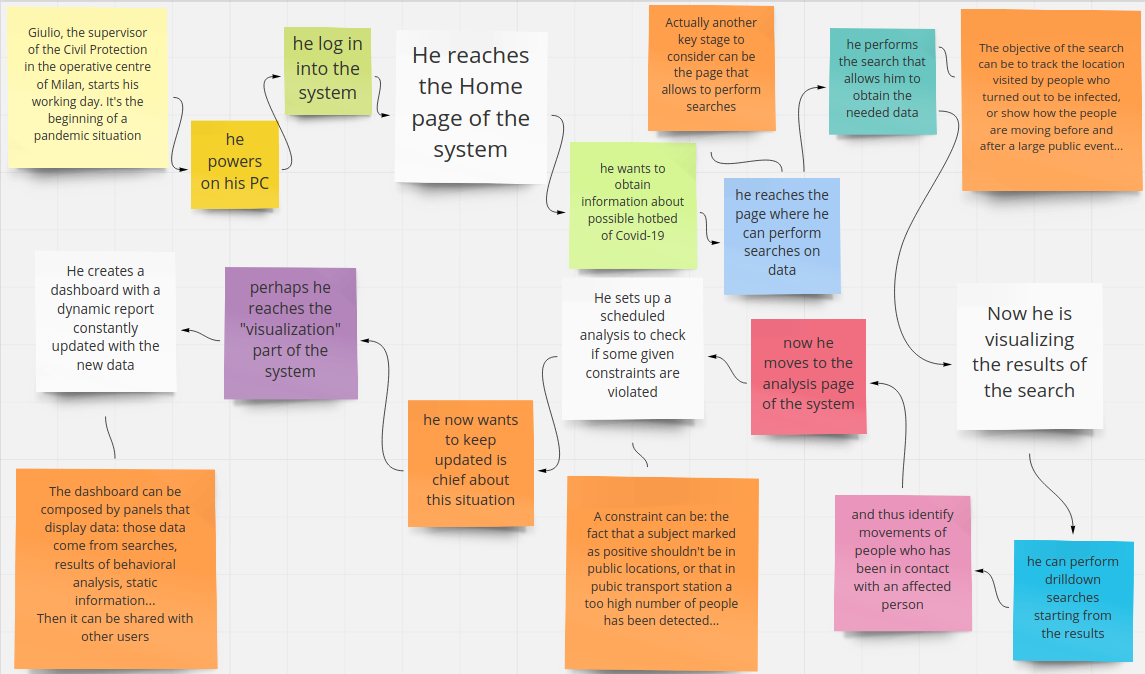 Giulio, the supervisor
of the Civil Protection
in the operative centre
of Milan, starts his
working day. It's the
beginning of a
pandemic situation
he
powers
on his PC
he log in
into the
system
He reaches
the Home
page of the
system
he wants to
obtain
information about
possible hotbed
of Covid-19
Actually another
key stage to
consider can be
the page that
allows to perform
searches
he reaches the
page where he
can perform
searches on
data
he performs
the search that
allows him to
obtain the
needed data
The objective of the search
can be to track the location
visited by people who
turned out to be infected,
or show how the people
are moving before and
after a large public event...
Now he is
visualizing
the results of
the search
he can perform
drilldown
searches
starting from
the results
and thus identify
movements of
people who has
been in contact
with an affected
person
now he
moves to the
analysis page
of the system
He sets up a
scheduled
analysis to check
if some given
constraints are
violated
A constraint can be: the
fact that a subject marked
as positive shouldn't be in
public locations, or that in
pubic transport station a
too high number of people
has been detected...
he now wants
to keep
updated is
chief about
this situation
perhaps he
reaches the
"visualization"
part of the
system
He creates a
dashboard with a
dynamic report
constantly
updated with the
new data
The dashboard can be
composed by panels that
display data: those data
come from searches,
results of behavioral
analysis, static
information...
Then it can be shared with
other users